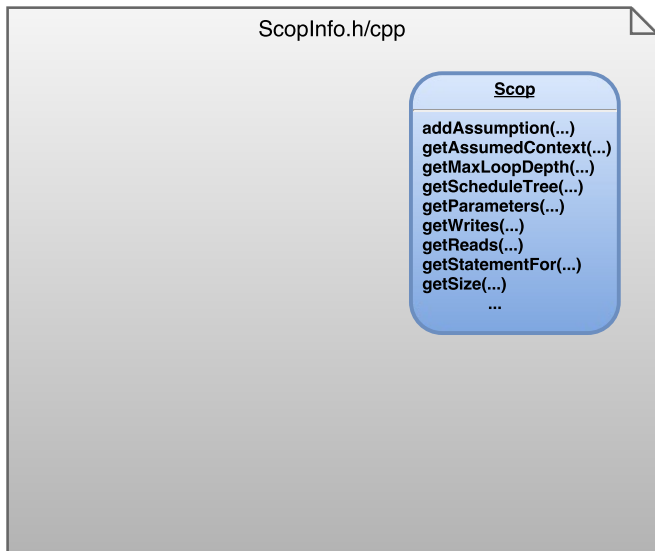 ScopInfo.h/cpp
Scop
addAssumption(...)
getAssumedContext(...)
getMaxLoopDepth(...)
getScheduleTree(...)
getParameters(...)
getWrites(...)
getReads(...)
getStatementFor(...)
getSize(...)
...